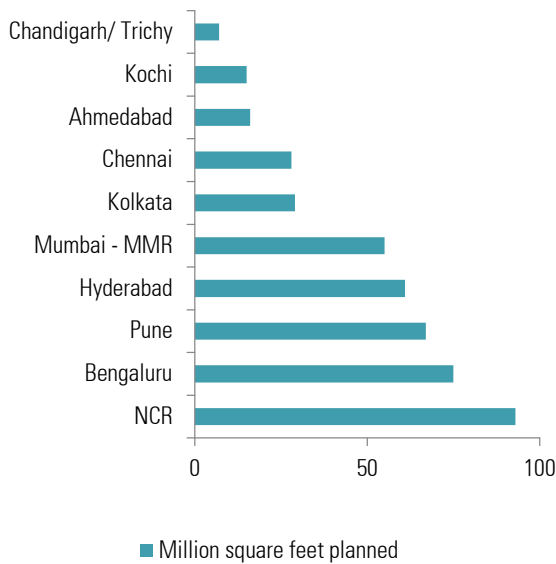 Chandigarh/ Trichy
Kochi
Ahmedabad
Chennai
Kolkata
Mumbai - MMR
Hyderabad
Pune
Bengaluru
NCR
0 50 100
Million square feet planned